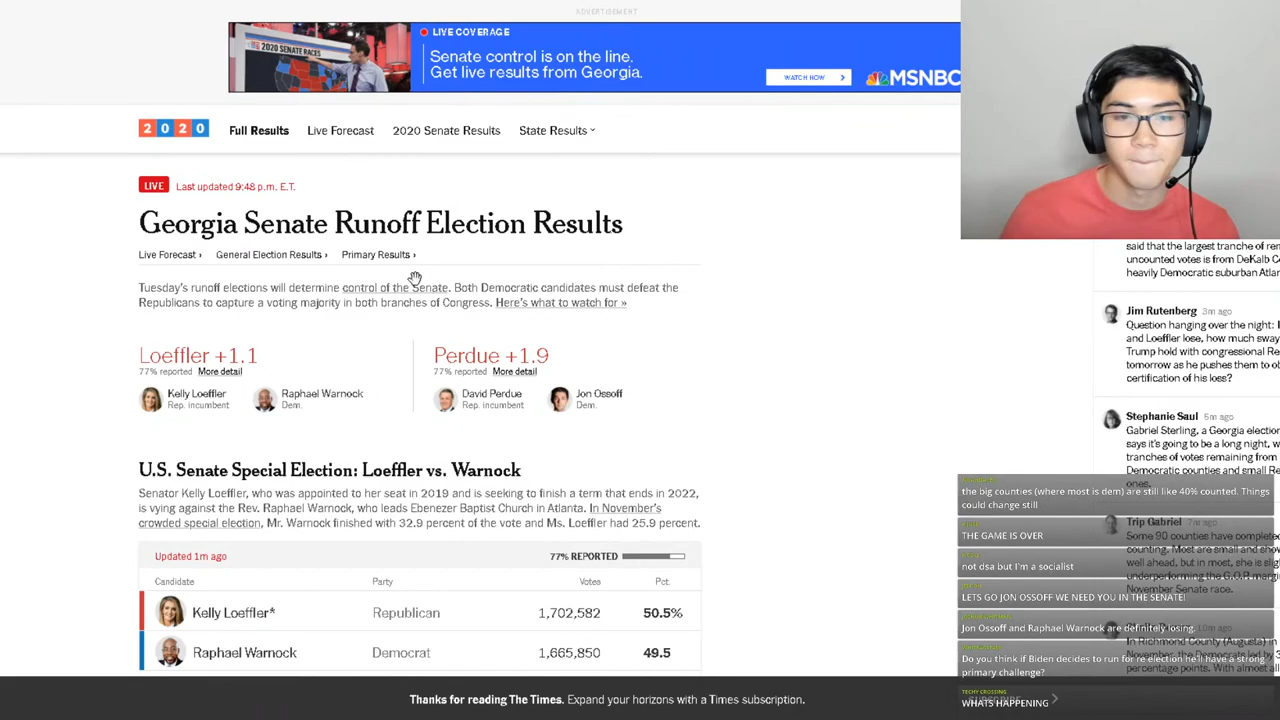 ADVERTISEMENT
2020 SENATE RACES
LIVE COVERAGE
Senate control is on the line.
Get live results from Georgia.
WATCH NOW
MSNBC
2020
Full Results
Live Forecast
2020 Senate Results
State Results
LIVE
Last updated 9:48 p.m. E.T.
Georgia Senate Runoff Election Results
Live Forecast ›
General Election Results ›
Primary Results ›
Tuesday's runoff elections will determine control of the Senate. Both Democratic candidates must defeat the
Republicans to capture a voting majority in both branches of Congress. Here's what to watch for »
Loeffler +1.1
77% reported More detail
Kelly Loeffler
Rep. incumbent
Raphael Warnock
Dem.
Perdue +1.9
77% reported More detail
David Perdue
Rep. incumbent
Jon Ossoff
Dem.
U.S. Senate Special Election: Loeffler vs. Warnock
Senator Kelly Loeffler, who was appointed to her seat in 2019 and is seeking to finish a term that ends in 2022,
is vying against the Rev. Raphael Warnock, who leads Ebenezer Baptist Church in Atlanta. In November's
crowded special election, Mr. Warnock finished with 32.9 percent of the vote and Ms. Loeffler had 25.9 percent.
Updated 1m ago
77% REPORTED
Candidate Party Votes Pct.
Kelly Loeffler* Republican 1,702,582 50.5%
Raphael Warnock Democrat 1,665,850 49.5
Thanks for reading The Times. Expand your horizons with a Times subscription.
SUBSCRIBE
said that the largest tranche of
uncounted votes is from DeKalb
heavily Democratic suburban
Jim Rutenberg 3m ago
Question hanging over the night:
and Loeffler lose, how much
Trump hold with congressional
tomorrow as he pushes them to
certification of his loss?
Stephanie Saul 5m ago
Gabriel Sterling, a Georgia
says it's going to be a long night,
tranches of votes remaining from
Democratic counties and small
ones.
Trip Gabriel 7m ago
Some 90 counties have
counting. Most are small and
well ahead, but in most, she is
underperforming the G.O.P.
November Senate race.
10m ago
In Richmond County (Augusta) in
November, the Democrats led by
percentage points. With almost
the big counties (where most is dem) are still like 40% counted. Things
could change still
THE GAME IS OVER
not dsa but I'm a socialist
LETS GO JON OSSOFF WE NEED YOU IN THE SENATE!
Jon Ossoff and Raphael Warnock are definitely losing.
Do you think if Biden decides to run for re election he'll have a strong
primary challenge?
TECHY CROSSING
WHATS HAPPENING